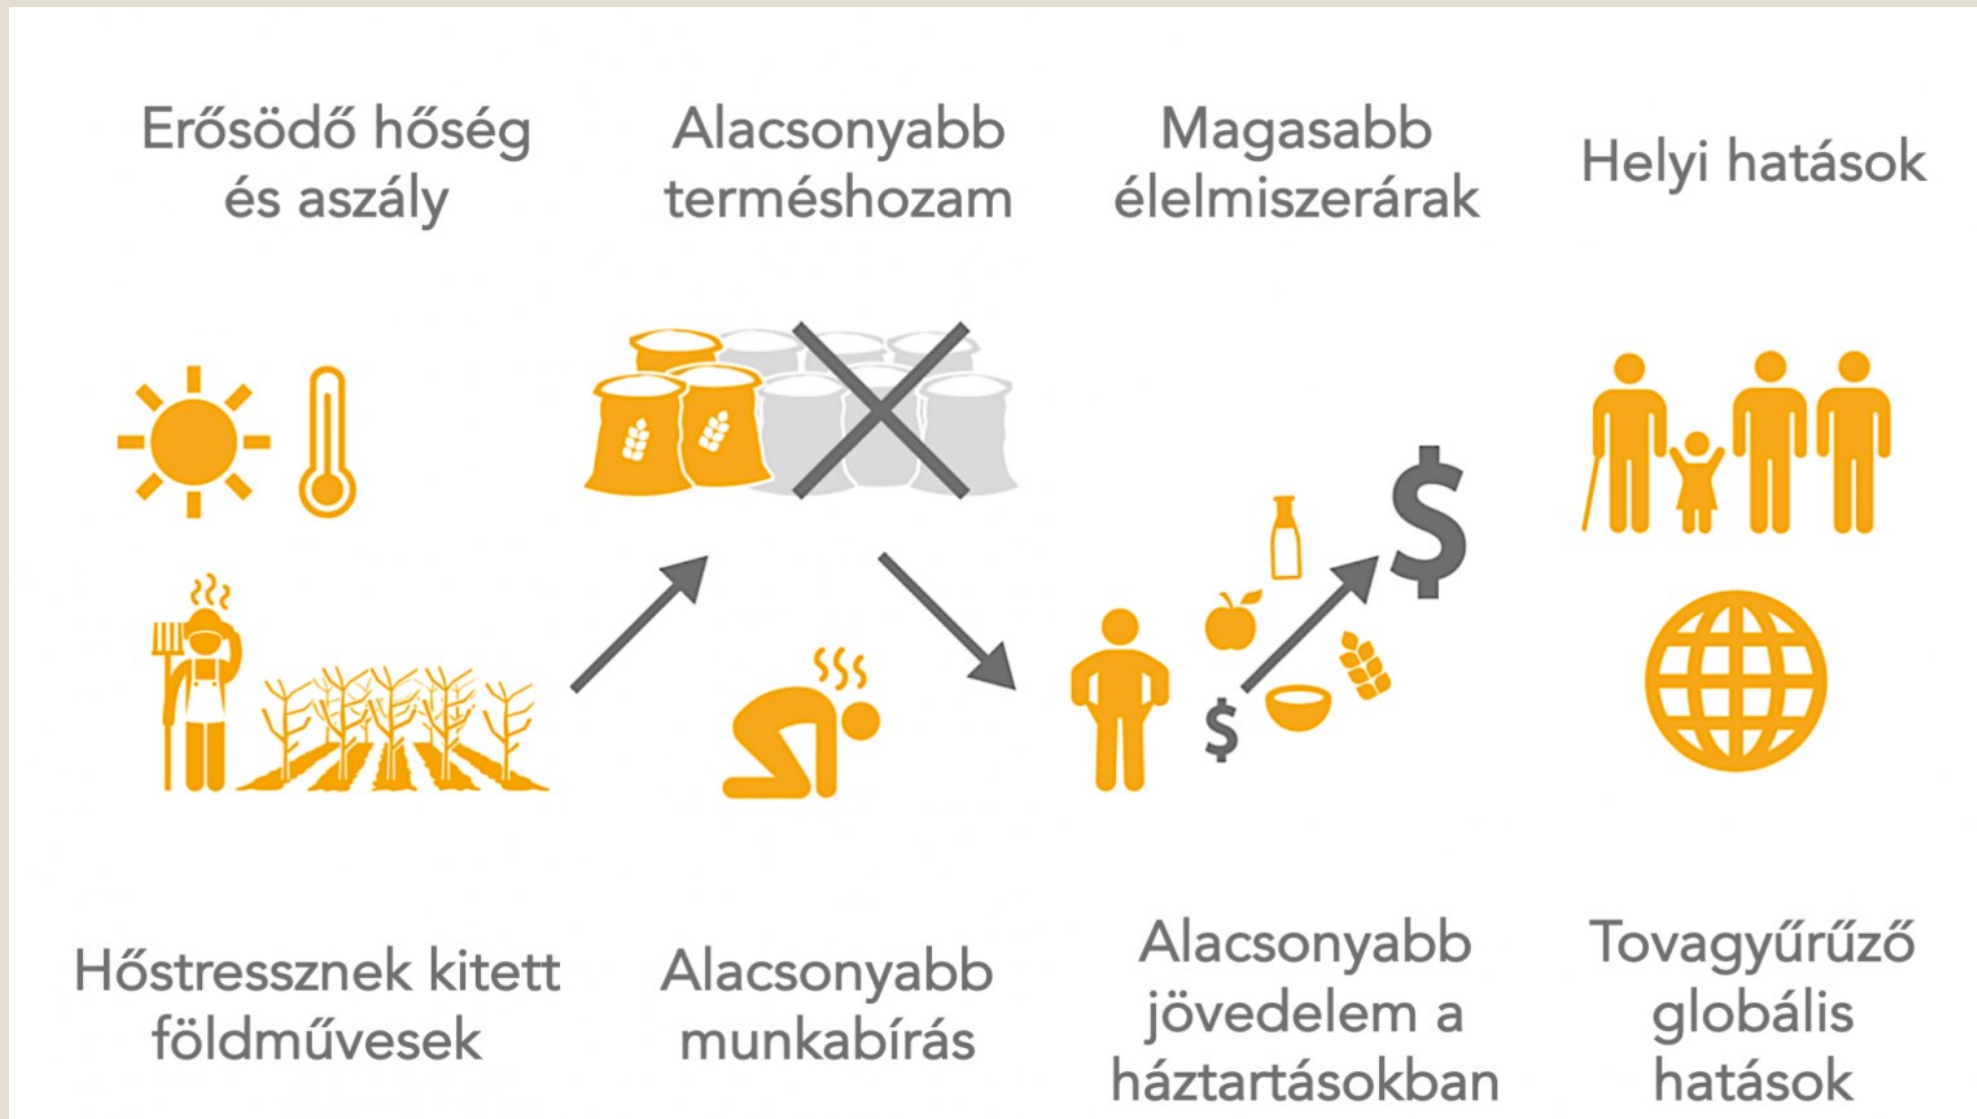 Erősödő hőség
és aszály
Alacsonyabb
terméshozam
Magasabb
élelmiszerárak
Helyi hatások
$
$
Hőstressznek kitett
földművesek
Alacsonyabb
munkabírás
Alacsonyabb
jövedelem a
háztartásokban
Tovagyűrűző
globális
hatások